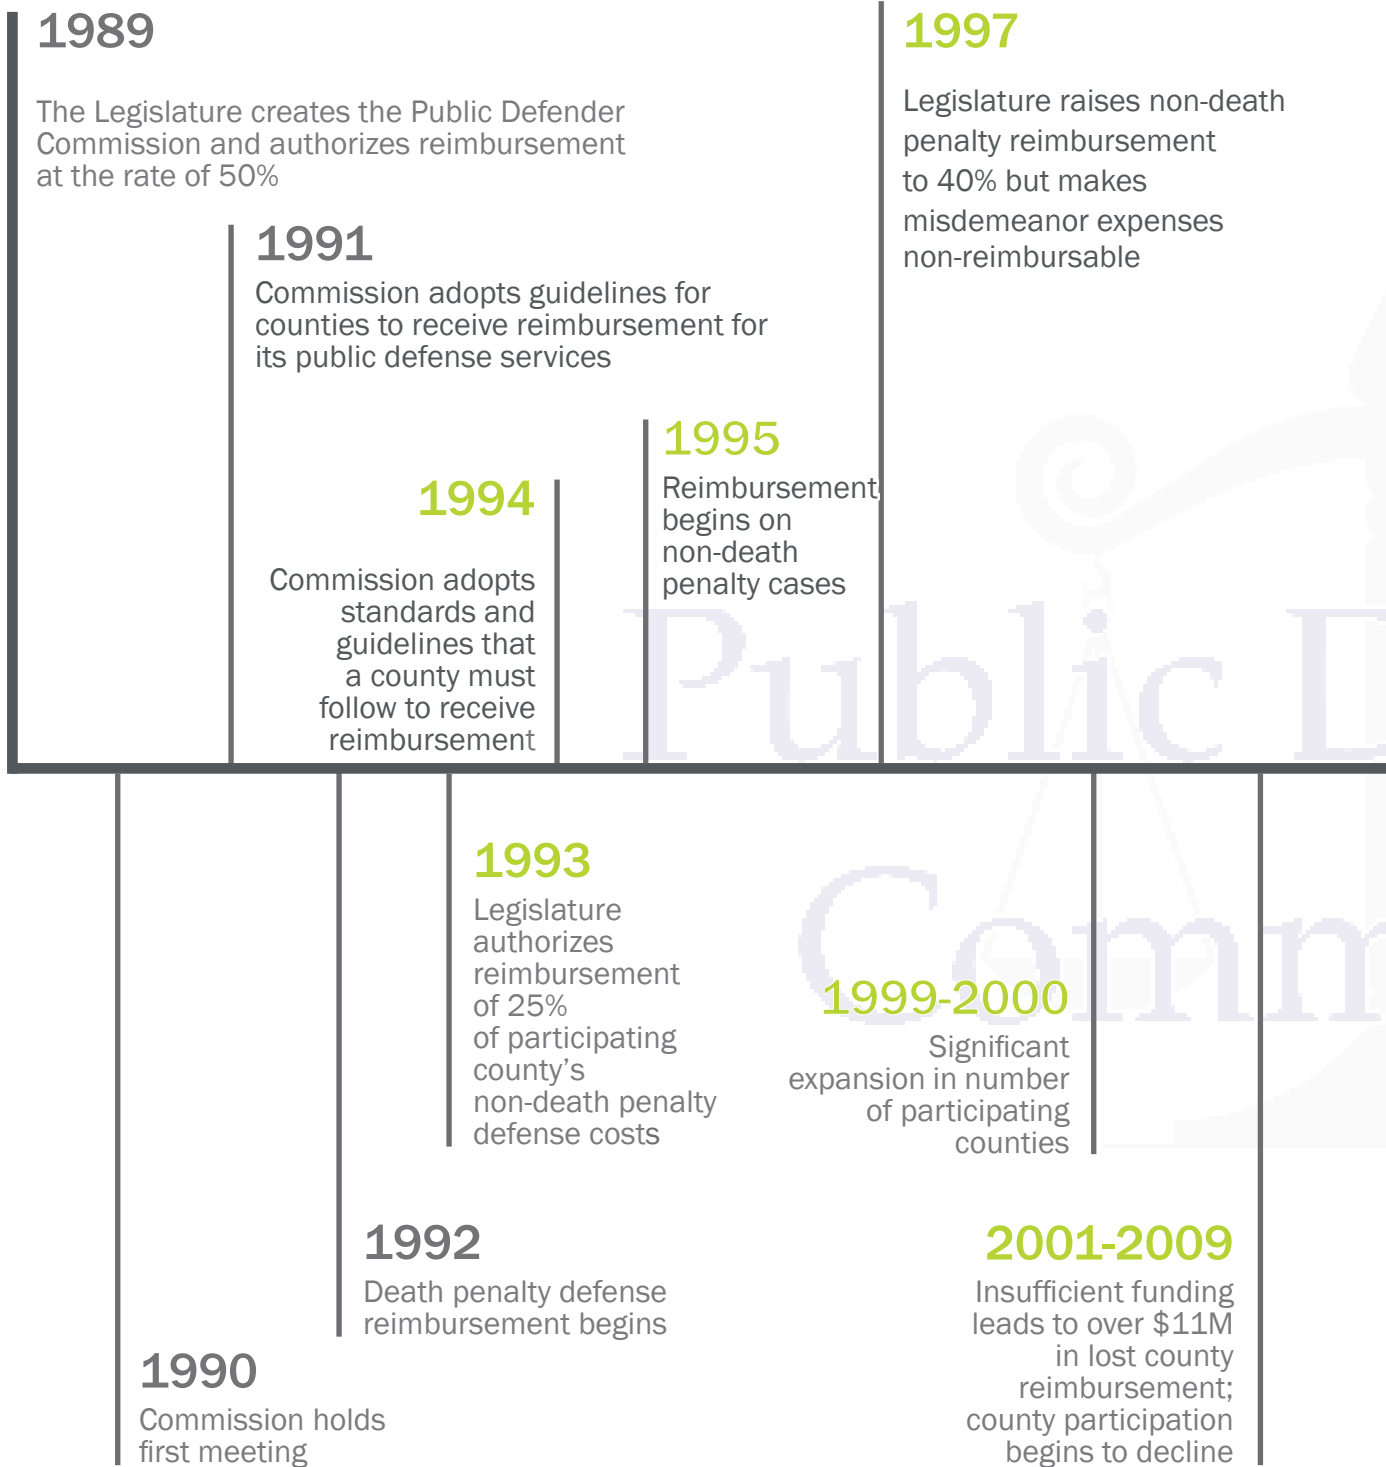 1989
The Legislature creates the Public Defender
Commission and authorizes reimbursement
at the rate of 50%
1991
Commission adopts guidelines for
counties to receive reimbursement for
its public defense services
1994
Commission adopts
standards and
guidelines that
a county must
follow to receive
reimbursement
1995
Reimbursement
begins on
non-death
penalty cases
1997
Legislature raises non-death
penalty reimbursement
to 40% but makes
misdemeanor expenses
non-reimbursable
Public D
Comm
1993
Legislature
authorizes
reimbursement
of 25%
of participating
county’s
non-death penalty
defense costs
1999-2000
Significant
expansion in number
of participating
counties
1992
Death penalty defense
reimbursement begins
1990
Commission holds
first meeting
2001-2009
Insufficient funding
leads to over $11M
in lost county
reimbursement;
county participation
begins to decline